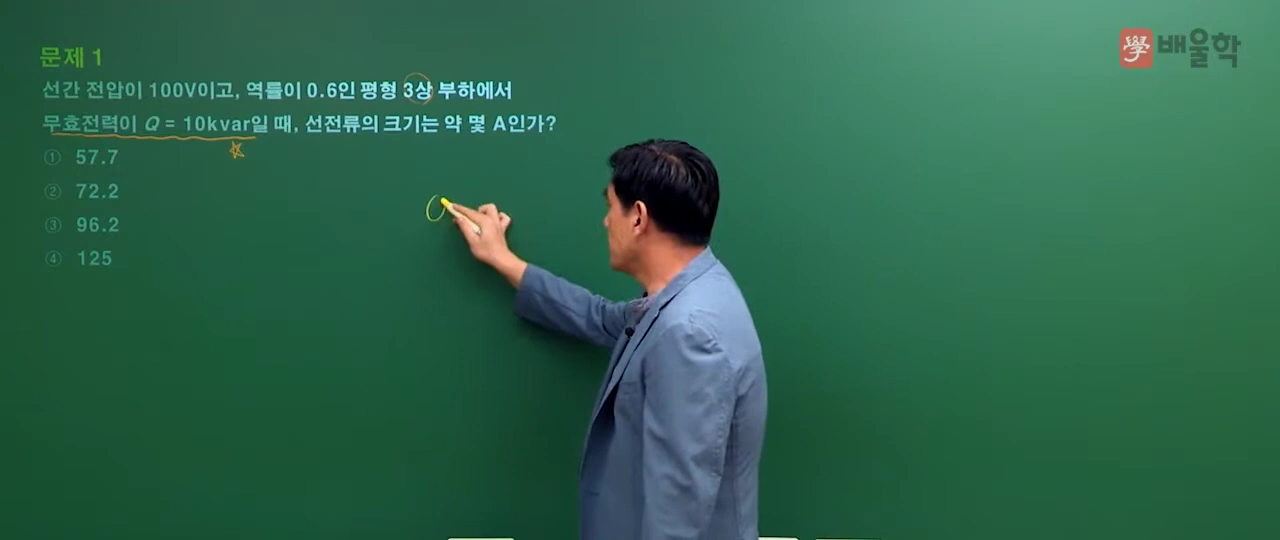 문제 1
學 배울학
선간 전압이 100V이고, 역률이 0.6인 평형 3상 부하에서
무효전력이 Q = 10kvar일 때, 선전류의 크기는 약 몇 A인가?
① 57.7
② 72.2
③ 96.2
④ 125